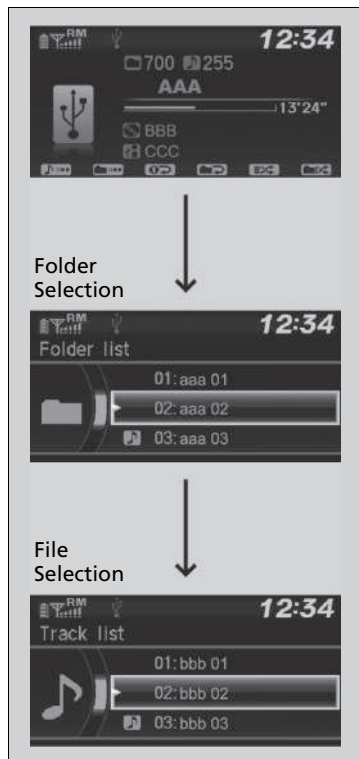 RM
12:34
700 255
AAA
13'24"
BBB
CCC
Folder
Selection
RM
12:34
Folder list
01:aaa 01
02:aaa 02
03:aaa 03
File
Selection
RM
12:34
Track list
01:bbb 01
02:bbb 02
03:bbb 03